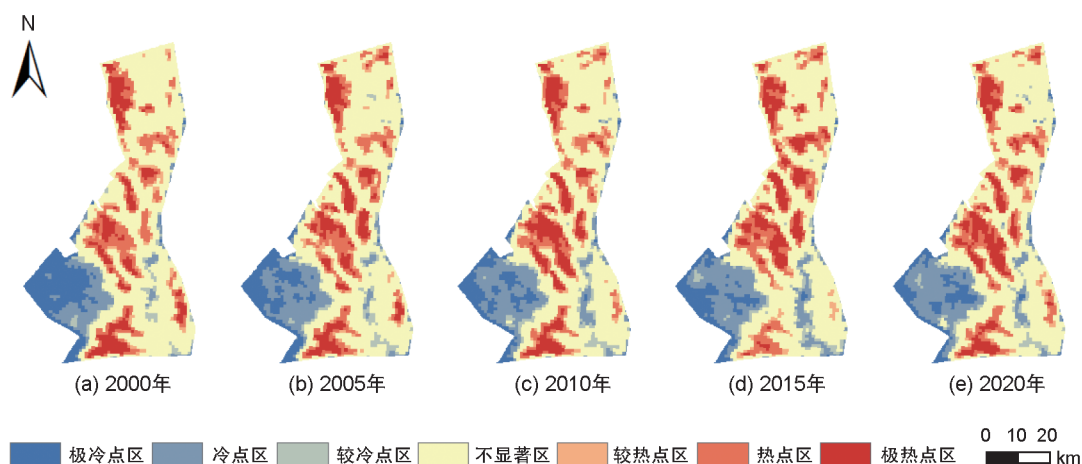 N
(a) 2000年
(b) 2005年
(c) 2010年
(d) 2015年
(e) 2020年
极冷点区
冷点区
较冷点区
不显著区
较热点区
热点区
极热点区
0 10 20
km